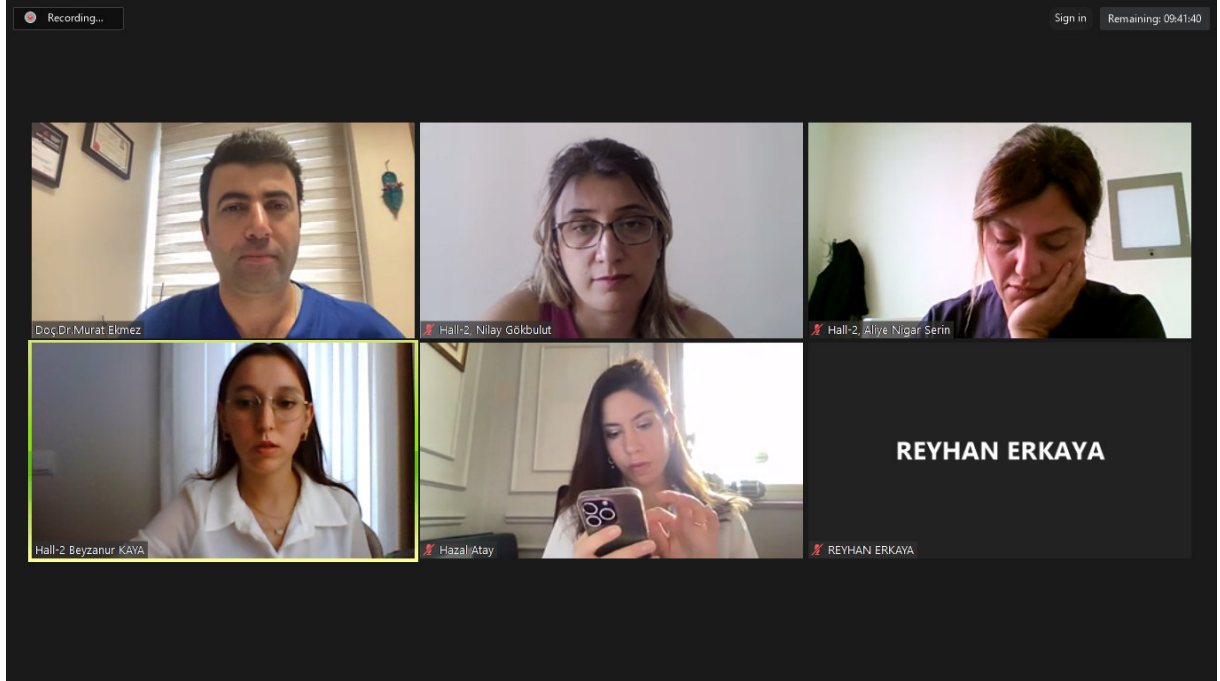 Recording...
Sign in
Remaining: 09:41:40
Doç.Dr.Murat Ekmez
Hall-2, Nilay Gökbulut
Hall-2, Aliye Nigar Serin
Hall-2 Beyzanur KAYA
Hazal Atay
REYHAN ERKAYA
REYHAN ERKAYA